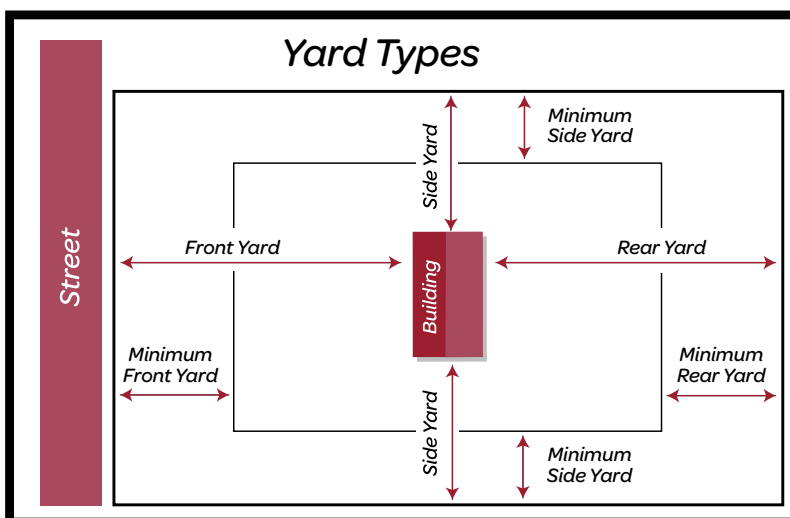 Yard Types
Street
Side Yard
Minimum
Side Yard
Front Yard
Building
Rear Yard
Minimum
Front Yard
Minimum
Rear Yard
Side Yard
Minimum
Side Yard